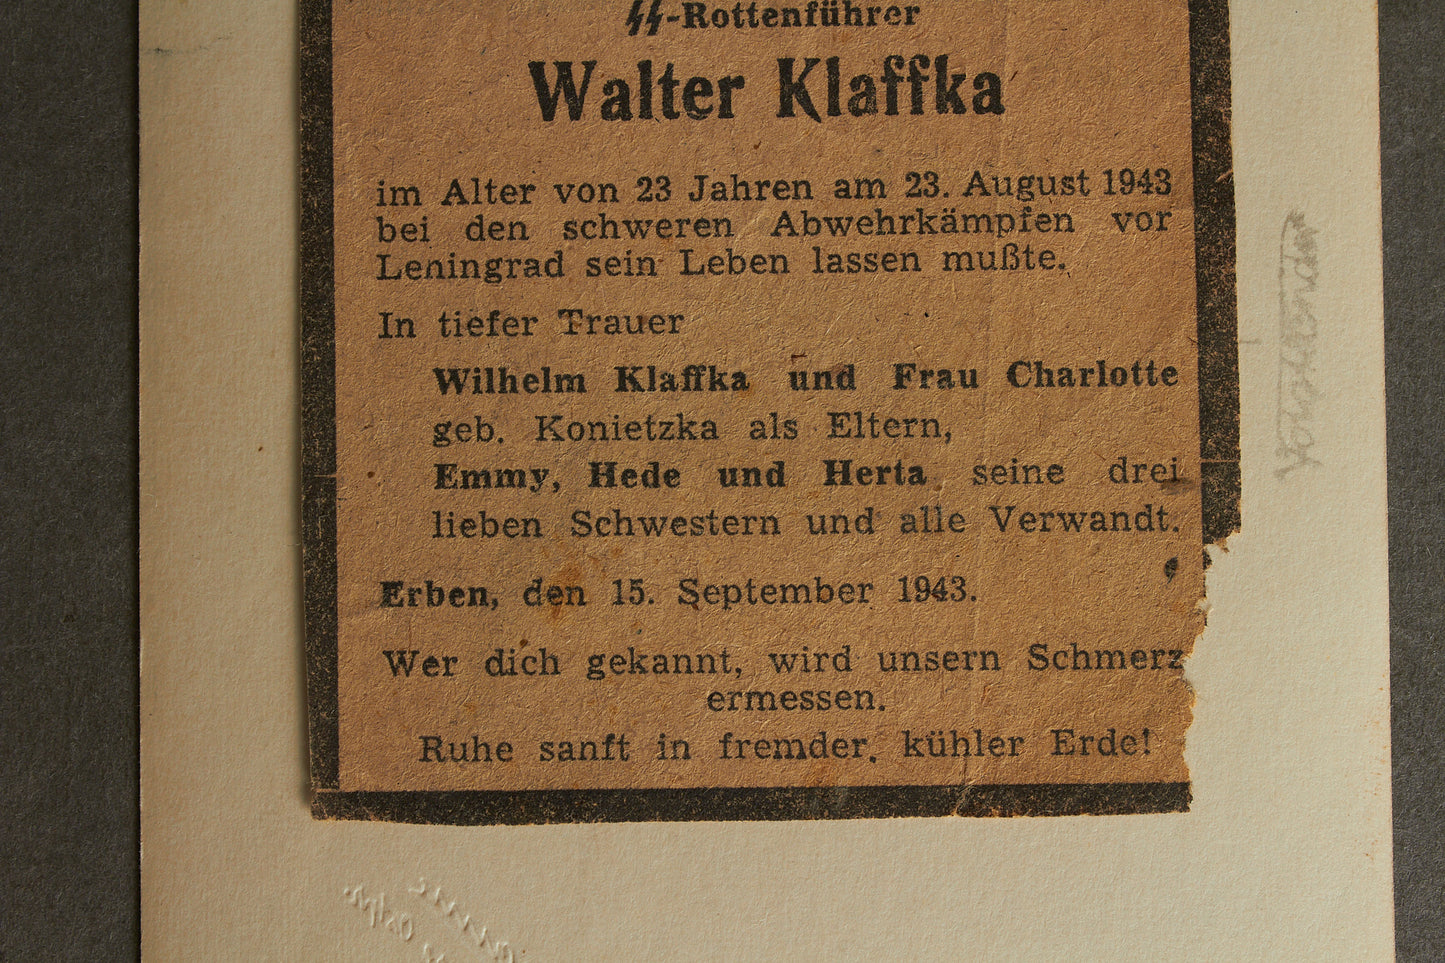 ᛋᛋ-Rottenführer
Walter Klaffka
im Alter von 23 Jahren am 23. August 1943
bei den schweren Abwehrkämpfen vor
Leningrad sein Leben lassen mußte.
In tiefer Trauer
Wilhelm Klaffka und Frau Charlotte
geb. Konietzka als Eltern,
Emmy, Hede und Herta seine drei
lieben Schwestern und alle Verwandt.
Erben, den 15. September 1943.
Wer dich gekannt, wird unsern Schmerz
ermessen.
Ruhe sanft in fremder, kühler Erde!